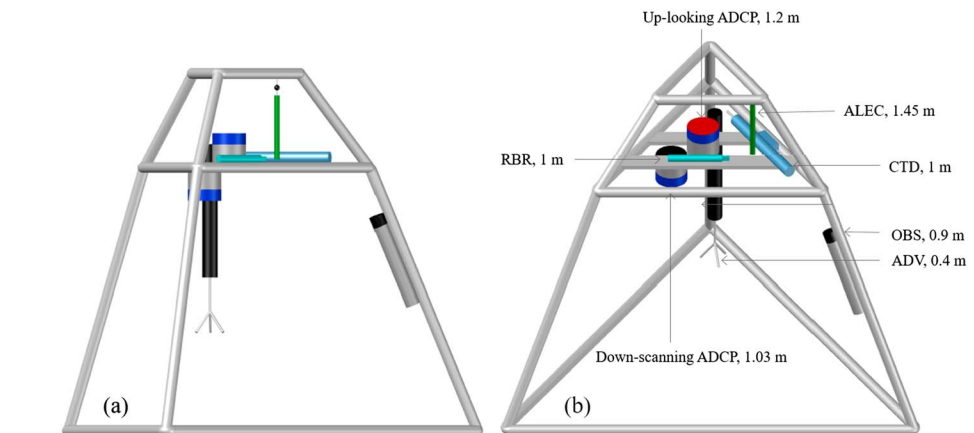 Up-looking ADCP, 1.2 m
ALEC, 1.45 m
RBR, 1 m
CTD, 1 m
OBS, 0.9 m
ADV, 0.4 m
Down-scanning ADCP, 1.03 m
(a)
(b)